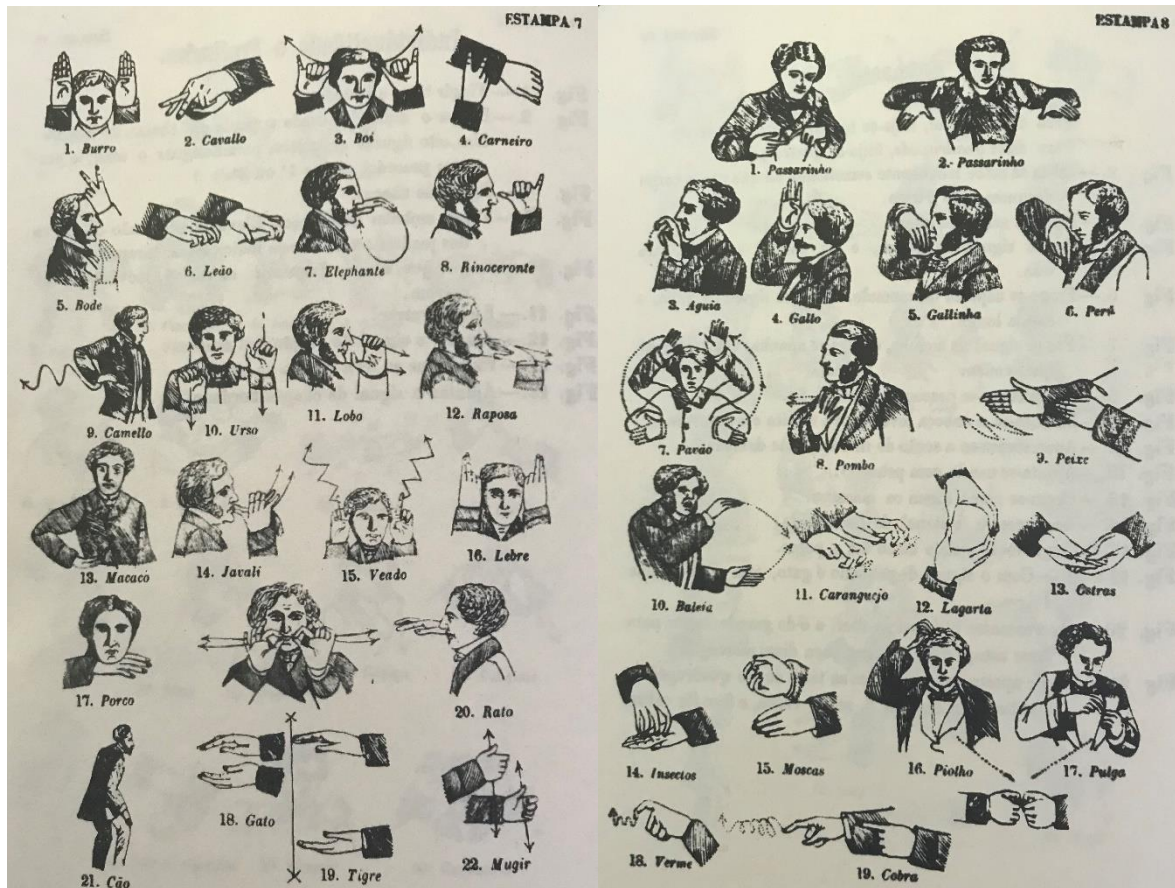 ESTAMPA 7
1. Burro
2. Cavallo
3. Boi
4. Carneiro
5. Bode
6. Leão
7. Elephante
8. Rinoceronte
9. Camello
10. Urso
11. Lobo
12. Raposa
13. Macaco
14. Javali
15. Veado
16. Lebre
17. Porco
20. Rato
18. Gato
19. Tigre
21. Cão
22. Mugir
ESTAMPA 8
1. Passarinho
2. Passarinho
3. Aguia
4. Gallo
5. Gallinha
6. Perú
7. Pavão
8. Pombo
9. Peixe
10. Baleia
11. Caranguejo
12. Lagarta
13. Ostras
14. Insectos
15. Moscas
16. Piolho
17. Pulga
18. Verme
19. Cobra